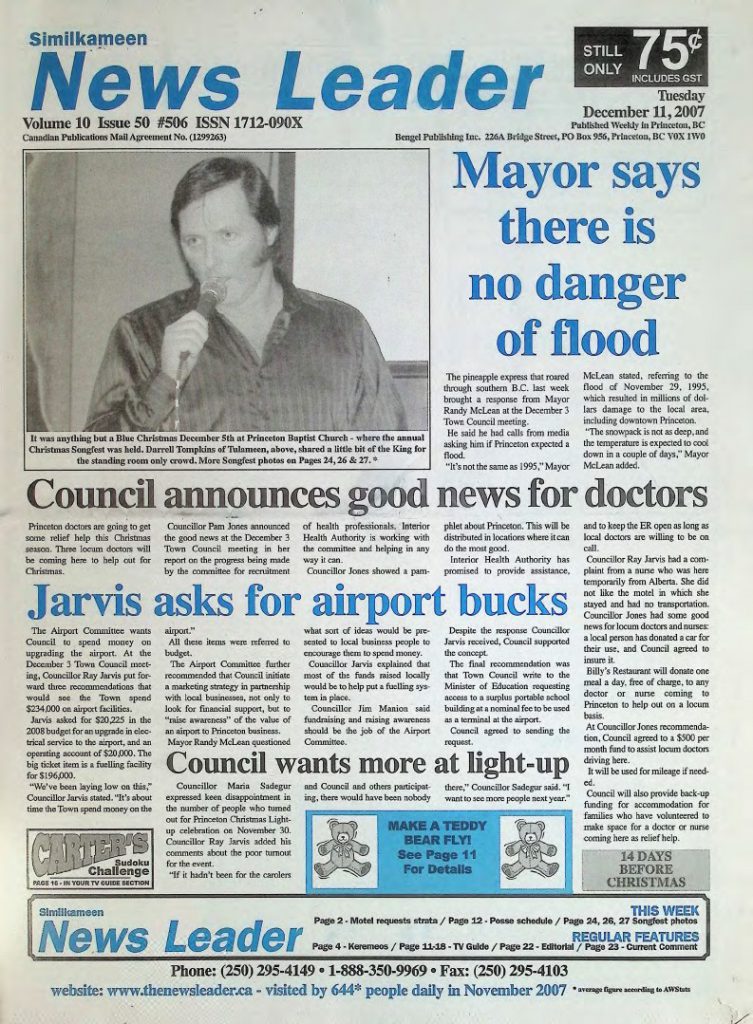 Similkameen
News Leader
STILL
ONLY
75¢
INCLUDES GST
Tuesday
December 11, 2007
Volume 10 Issue 50 #506 ISSN 1712-090X
Published Weekly in Princeton, BC
Canadian Publications Mail Agreement No. (1299263)
Bengel Publishing Inc. 226A Bridge Street, PO Box 956, Princeton, BC V0X 1W0
It was anything but a Blue Christmas December 5th at Princeton Baptist Church - where the annual
Christmas Songfest was held. Darrell Tompkins of Tulameen, above, shared a little bit of the King for
the standing room only crowd. More Songfest photos on Pages 24, 26 & 27. *
Mayor says
there is
no danger
of flood
The pineapple express that roared
through southern B.C. last week
brought a response from Mayor
Randy McLean at the December 3
Town Council meeting.
He said he had calls from media
asking him if Princeton expected a
flood.
"It's not the same as 1995," Mayor
McLean stated, referring to the
flood of November 29, 1995,
which resulted in millions of dol-
lars damage to the local area,
including downtown Princeton.
"The snowpack is not as deep, and
the temperature is expected to cool
down in a couple of days," Mayor
McLean added.
Council announces good news for doctors
Princeton doctors are going to get
some relief help this Christmas
season. Three locum doctors will
be coming here to help out for
Christmas.
Councillor Pam Jones announced
the good news at the December 3
Town Council meeting in her
report on the progress being made
by the committee for recruitment
of health professionals. Interior
Health Authority is working with
the committee and helping in any
way it can.
Councillor Jones showed a pam-
phlet about Princeton. This will be
distributed in locations where it can
do the most good.
Interior Health Authority has
promised to provide assistance,
and to keep the ER open as long as
local doctors are willing to be on
call.
Councillor Ray Jarvis had a com-
plaint from a nurse who was here
temporarily from Alberta. She did
not like the motel in which she
stayed and had no transportation.
Councillor Jones had some good
news for locum doctors and nurses:
a local person has donated a car for
their use, and Council agreed to
insure it.
Billy's Restaurant will donate one
meal a day, free of charge, to any
doctor or nurse coming to
Princeton to help out on a locum
basis.
At Councillor Jones recommenda-
tion, Council agreed to a $500 per
month fund to assist locum doctors
driving here.
It will be used for mileage if need-
ed.
Council will also provide back-up
funding for accommodation for
families who have volunteered to
make space for a doctor or nurse
coming here as relief help.
Jarvis asks for airport bucks
The Airport Committee wants
Council to spend money on
upgrading the airport. At the
December 3 Town Council meet-
ing, Councillor Ray Jarvis put for-
ward three recommendations that
would see the Town spend
$234,000 on airport facilities.
Jarvis asked for $20,225 in the
2008 budget for an upgrade in elec-
trical service to the airport, and an
operating account of $20,000. The
big ticket item is a fuelling facility
for $196,000.
"We've been laying low on this,"
Councillor Jarvis stated. "It's about
time the Town spend money on the
airport."
All these items were referred to
budget.
The Airport Committee further
recommended that Council initiate
a marketing strategy in partnership
with local businesses, not only to
look for financial support, but to
"raise awareness" of the value of
an airport to Princeton business.
Mayor Randy McLean questioned
what sort of ideas would be pre-
sented to local business people to
encourage them to spend money.
Councillor Jarvis explained that
most of the funds raised locally
would be to help put a fuelling sys-
tem in place.
Councillor Jim Manion said
fundraising and raising awareness
should be the job of the Airport
Committee.
Despite the response Councillor
Jarvis received, Council supported
the concept.
The final recommendation was
that Town Council write to the
Minister of Education requesting
access to a surplus portable school
building at a nominal fee to be used
as a terminal at the airport.
Council agreed to sending the
request.
Council wants more at light-up
Councillor Maria Sadegur
expressed keen disappointment in
the number of people who turned
out for Princeton Christmas Light-
up celebration on November 30.
Councillor Ray Jarvis added his
comments about the poor turnout
for the event.
"If it hadn't been for the carolers
and Council and others participat-
ing, there would have been nobody
there," Councillor Sadegur said. "I
want to see more people next year."
CARTER'S
Sudoku
Challenge
PAGE 16 - IN YOUR TV GUIDE SECTION
MAKE A TEDDY
BEAR FLY!
See Page 11
For Details
14 DAYS
BEFORE
CHRISTMAS
Similkameen
News Leader
THIS WEEK
Page 2 - Motel requests strata / Page 12 - Posse schedule / Page 24, 26, 27 Songfest photos
REGULAR FEATURES
Page 4 - Keremeos / Page 11-18 - TV Guide / Page 22 - Editorial / Page 23 - Current Comment
Phone: (250) 295-4149 • 1-888-350-9969 • Fax: (250) 295-4103
website: www.thenewsleader.ca - visited by 644* people daily in November 2007 * average figure according to AWStats